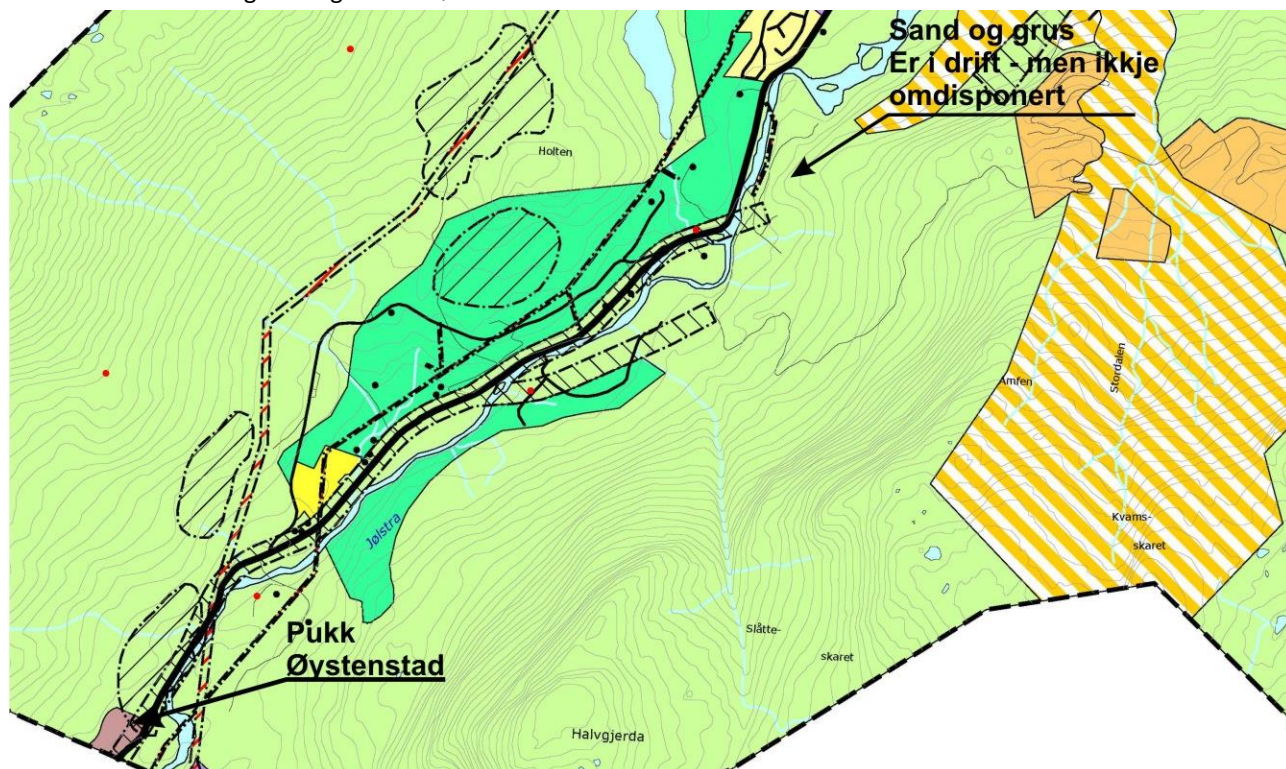 Sand og grus
Er i drift - men ikkje
omdisponert
Holten
Amfen
Stordalen
Kvams-
skaret
Jølstra
Slåtte-
skaret
Pukk
Øystenstad
Halvgjerda